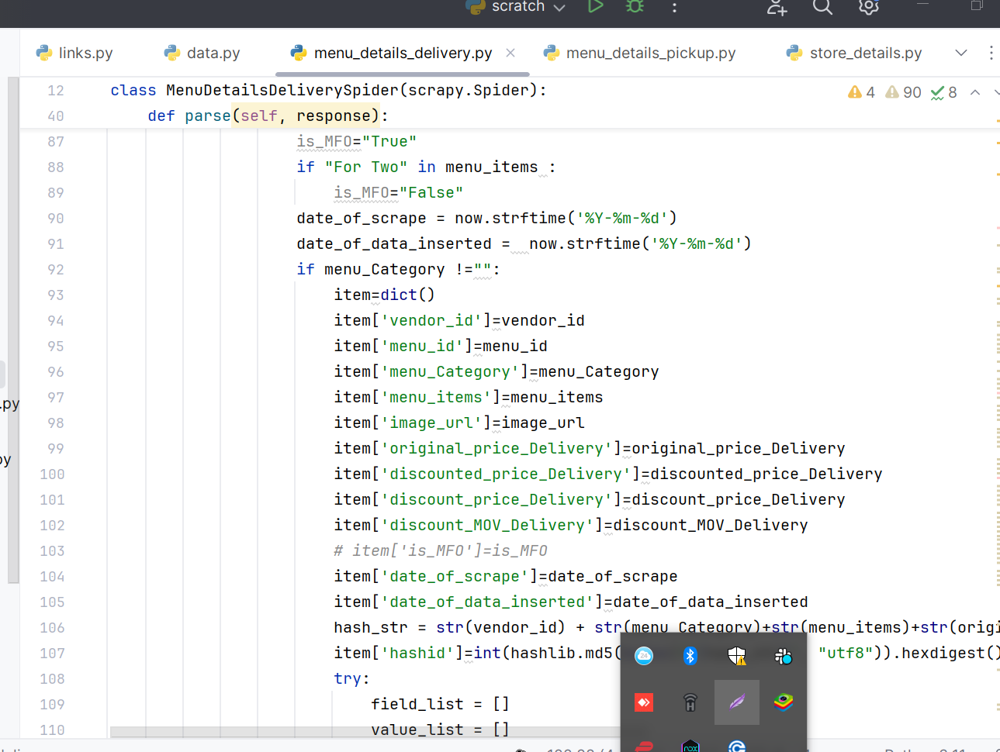 scratch
links.py
data.py
menu_details_delivery.py
menu_details_pickup.py
store_details.py
12 class MenuDetailsDeliverySpider(scrapy.Spider):
4 90 8
40 def parse(self, response):
87 is_MFO="True"
88 if "For Two" in menu_items :
89 is_MFO="False"
90 date_of_scrape = now.strftime('%Y-%m-%d')
91 date_of_data_inserted =  now.strftime('%Y-%m-%d')
92 if menu_Category !="":
93 item=dict()
94 item['vendor_id']=vendor_id
95 item['menu_id']=menu_id
96 item['menu_Category']=menu_Category
97 item['menu_items']=menu_items
.py
98 item['image_url']=image_url
99 item['original_price_Delivery']=original_price_Delivery
py
100 item['discounted_price_Delivery']=discounted_price_Delivery
101 item['discount_price_Delivery']=discount_price_Delivery
102 item['discount_MOV_Delivery']=discount_MOV_Delivery
103 # item['is_MFO']=is_MFO
104 item['date_of_scrape']=date_of_scrape
105 item['date_of_data_inserted']=date_of_data_inserted
106 hash_str = str(vendor_id) + str(menu_Category)+str(menu_items)+str(origi
107 item['hashid']=int(hashlib.md5( "utf8")).hexdigest()
24
108 try:
109 field_list = []
110 value_list = []